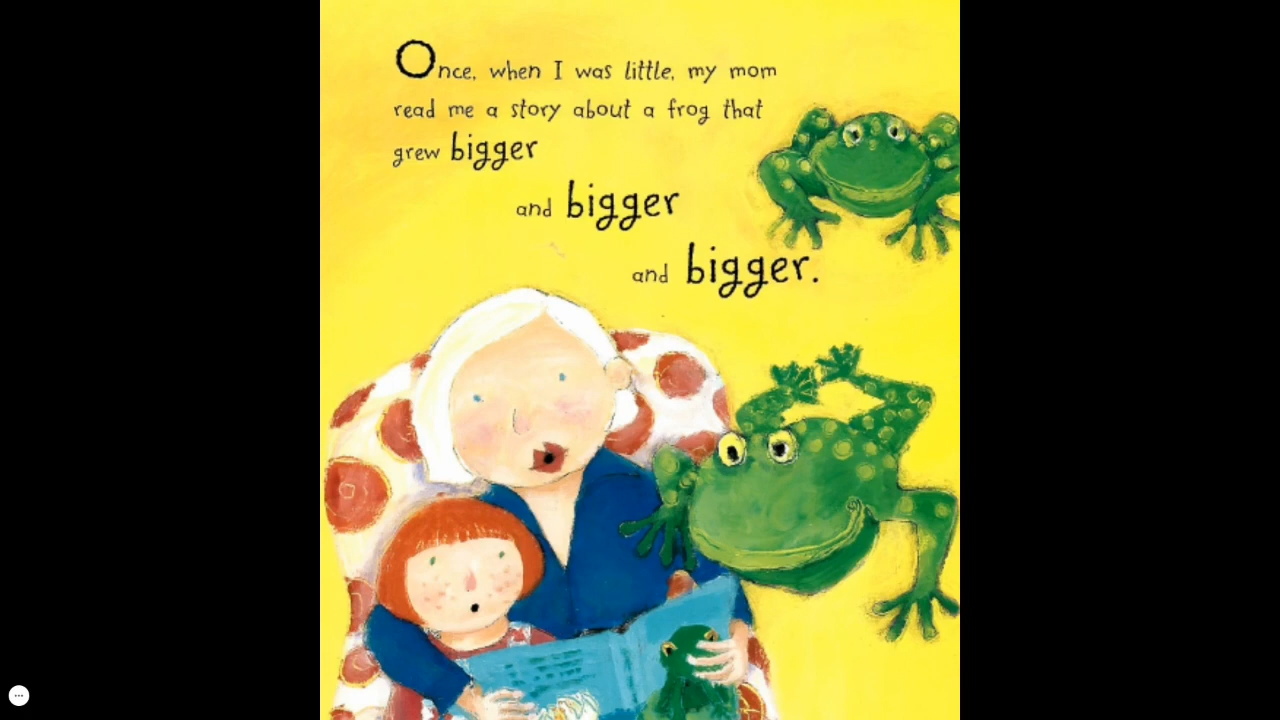 Once, when I was little, my mom
read me a story about a frog that
grew bigger
and bigger
and bigger.